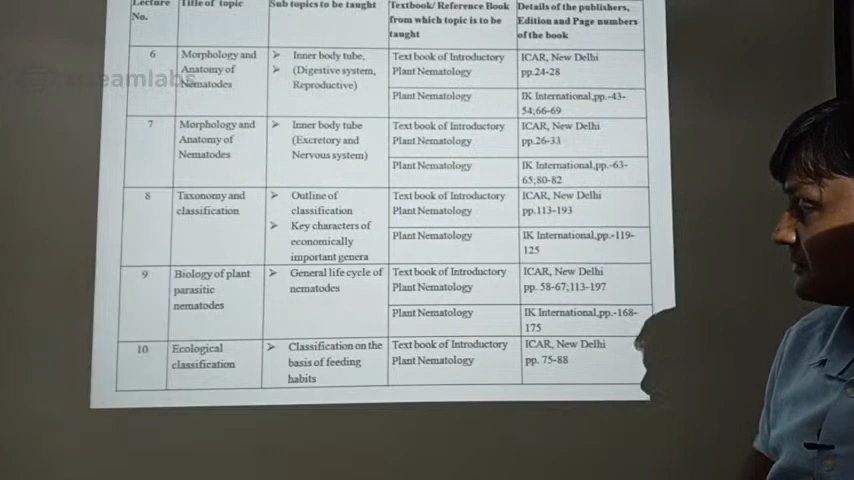 Lecture Title of topic Sub topics to be taught Textbook/ Reference Book Details of the publishers,
No. from which topic is to be Edition and Page numbers
taught of the book
6 Morphology and ➢ Inner body tube, Text book of Introductory ICAR, New Delhi
Anatomy of ➢ (Digestive system, Plant Nematology pp.24-28
Nematodes Reproductive)
Plant Nematology IK International,pp.-43-
54;66-69
7 Morphology and ➢ Inner body tube Text book of Introductory ICAR, New Delhi
Anatomy of (Excretory and Plant Nematology pp.26-33
Nematodes Nervous system)
Plant Nematology IK International,pp.-63-
65;80-82
8 Taxonomy and ➢ Outline of Text book of Introductory ICAR, New Delhi
classification classification Plant Nematology pp.113-193
➢ Key characters of Plant Nematology IK International,pp.-119-
economically 125
important genera
9 Biology of plant ➢ General life cycle of Text book of Introductory ICAR, New Delhi
parasitic nematodes Plant Nematology pp. 58-67;113-197
nematodes
Plant Nematology IK International,pp.-168-
175
10 Ecological ➢ Classification on the Text book of Introductory ICAR, New Delhi
classification basis of feeding Plant Nematology pp. 75-88
habits
streamlabs